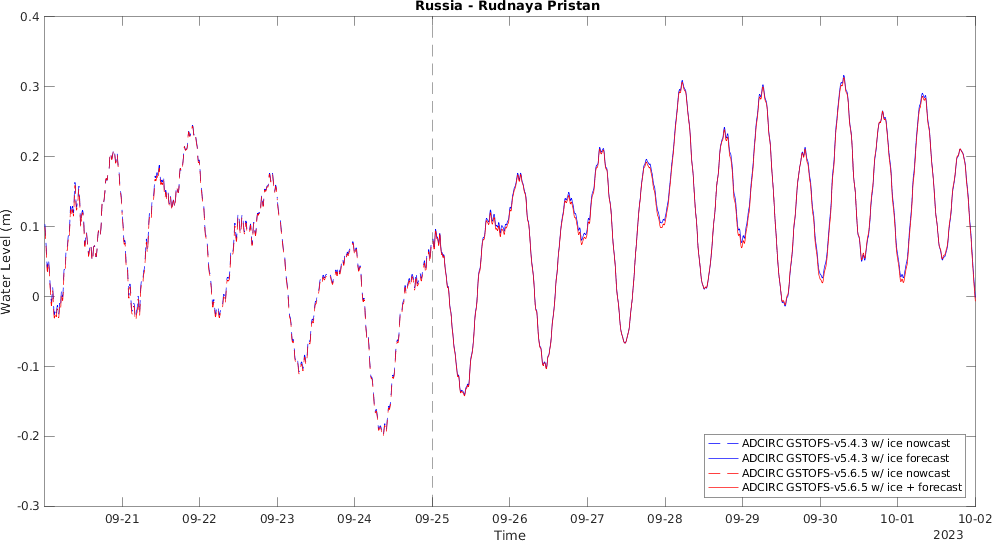 Russia - Rudnaya Pristan
0.4
0.3
0.2
0.1
0
-0.1
-0.2
-0.3
Water Level (m)
09-21 09-22 09-23 09-24 09-25 09-26 09-27 09-28 09-29 09-30 10-01 10-02
2023
Time
ADCIRC GSTOFS-v5.4.3 w/ ice nowcast
ADCIRC GSTOFS-v5.4.3 w/ ice forecast
ADCIRC GSTOFS-v5.6.5 w/ ice nowcast
ADCIRC GSTOFS-v5.6.5 w/ ice + forecast